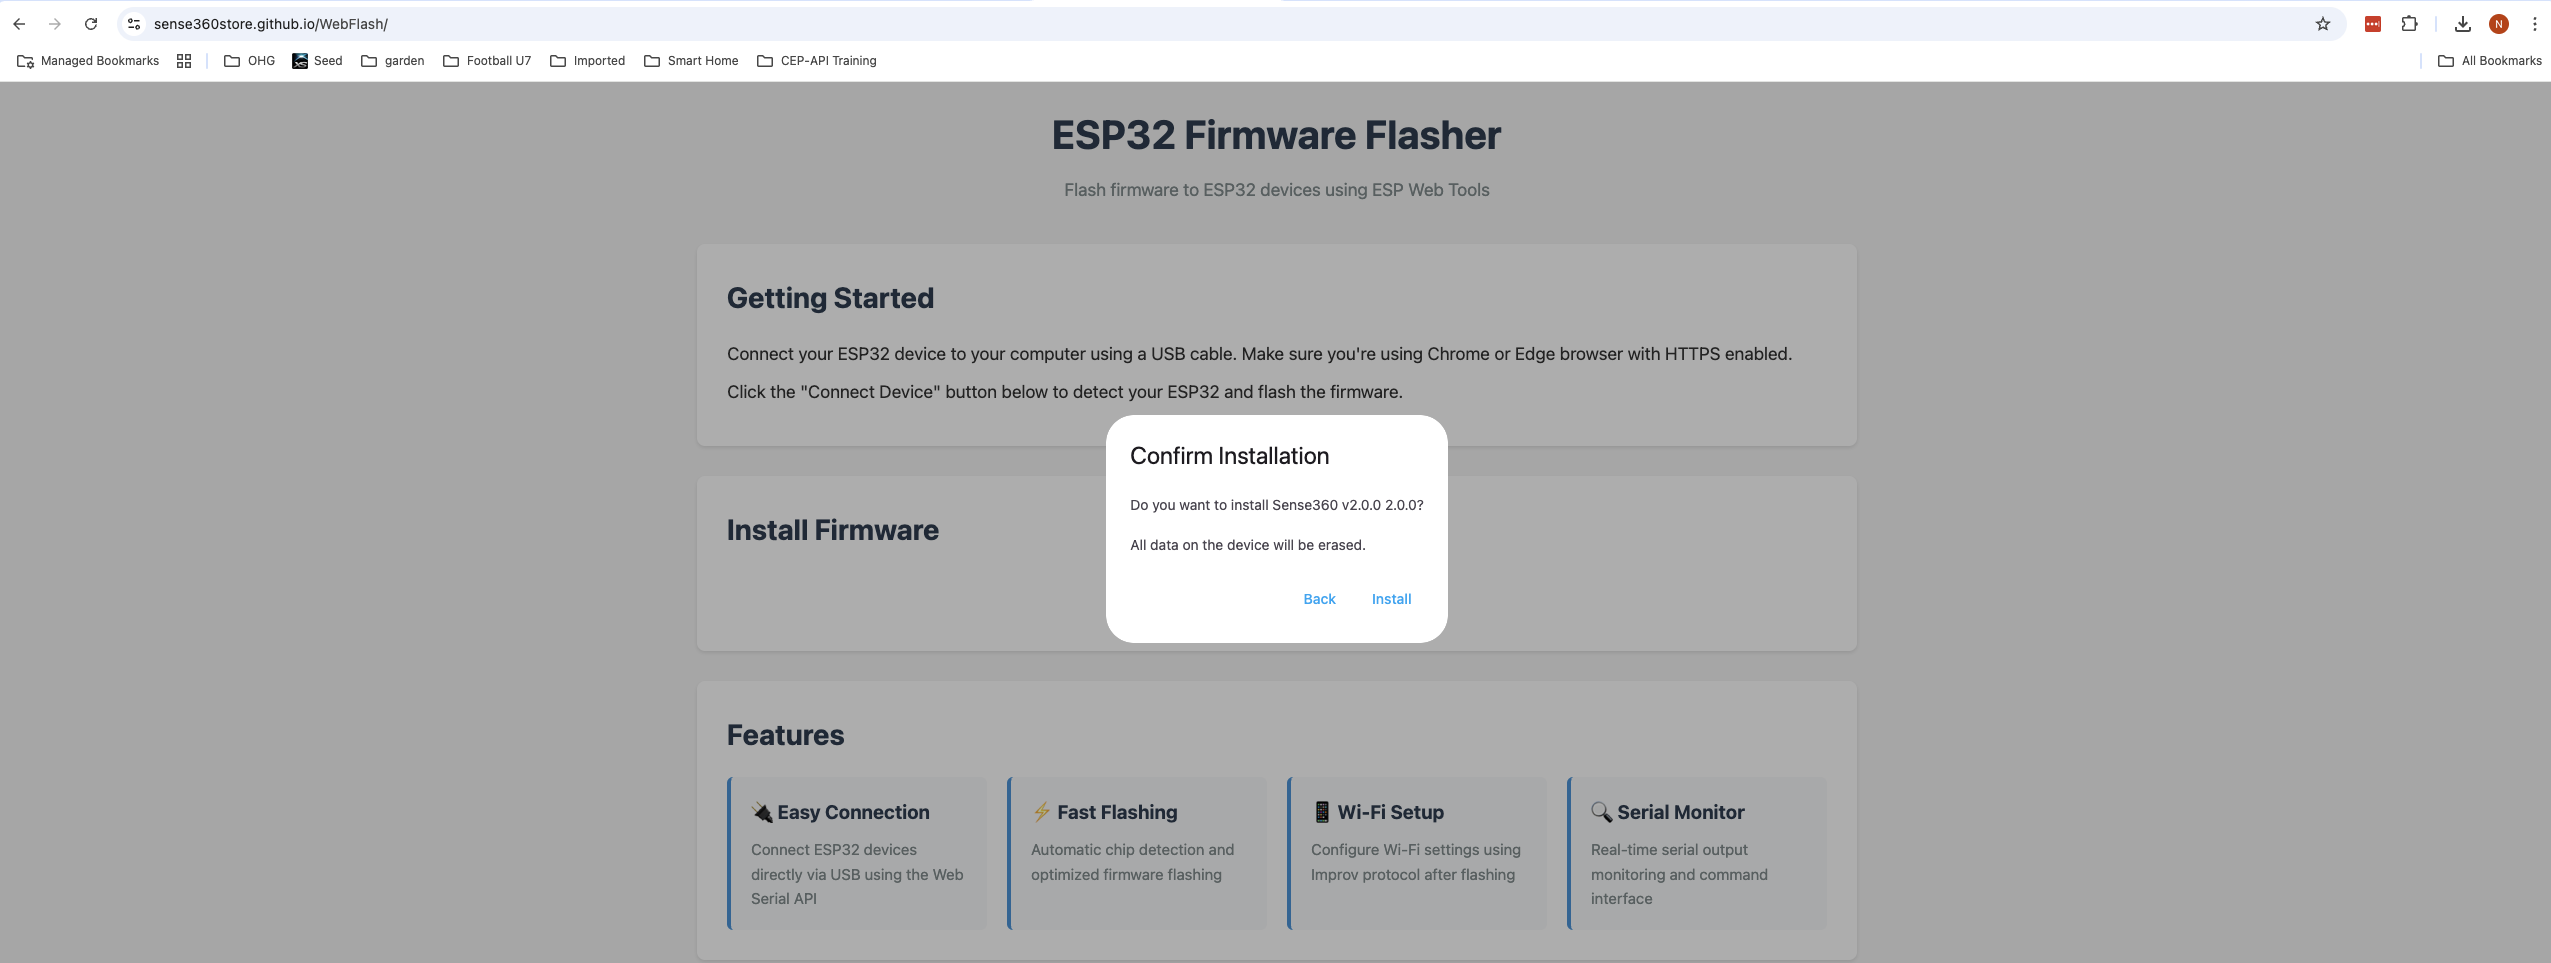 sense360store.github.io/WebFlash/
N
Managed Bookmarks
OHG
Seed
garden
Football U7
Imported
Smart Home
CEP-API Training
All Bookmarks
ESP32 Firmware Flasher
Flash firmware to ESP32 devices using ESP Web Tools
Getting Started
Connect your ESP32 device to your computer using a USB cable. Make sure you're using Chrome or Edge browser with HTTPS enabled.
Click the "Connect Device" button below to detect your ESP32 and flash the firmware.
Confirm Installation
Do you want to install Sense360 v2.0.0 2.0.0?
All data on the device will be erased.
Back
Install
Install Firmware
Features
🔌 Easy Connection
Connect ESP32 devices
directly via USB using the Web
Serial API
⚡ Fast Flashing
Automatic chip detection and
optimized firmware flashing
📱 Wi-Fi Setup
Configure Wi-Fi settings using
Improv protocol after flashing
🔍 Serial Monitor
Real-time serial output
monitoring and command
interface